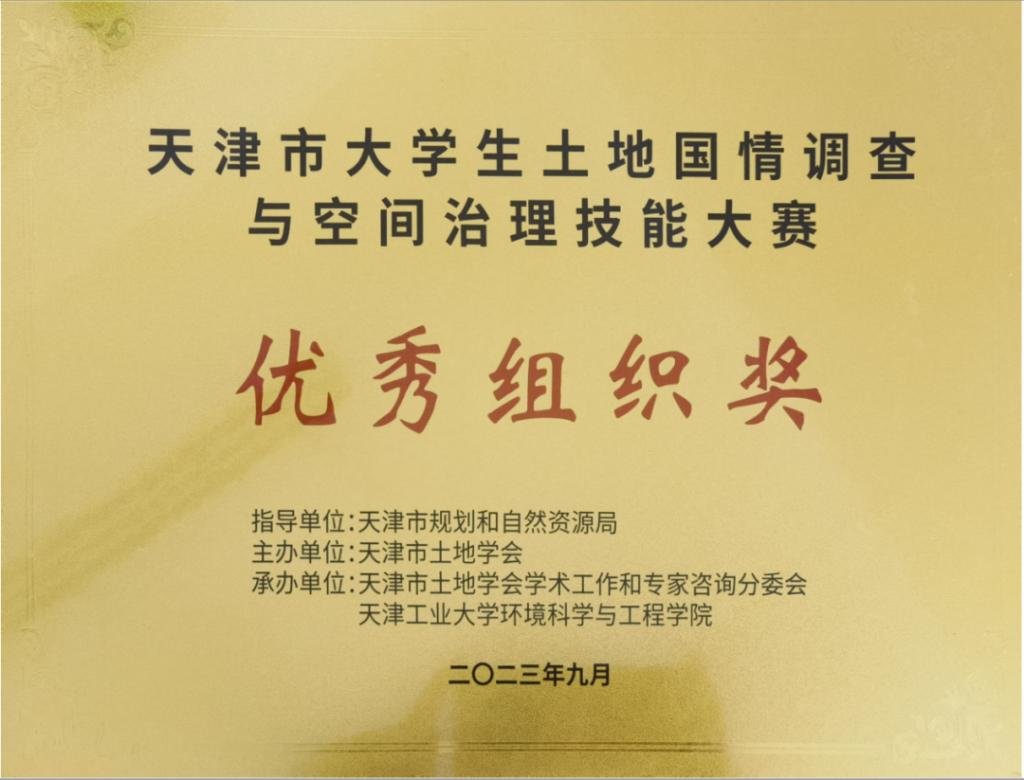 天津市大学生土地国情调查
与空间治理技能大赛
优秀组织奖
指导单位：天津市规划和自然资源局
主办单位：天津市土地学会
承办单位：天津市土地学会学术工作和专家咨询分委会
天津工业大学环境科学与工程学院
二〇二三年九月